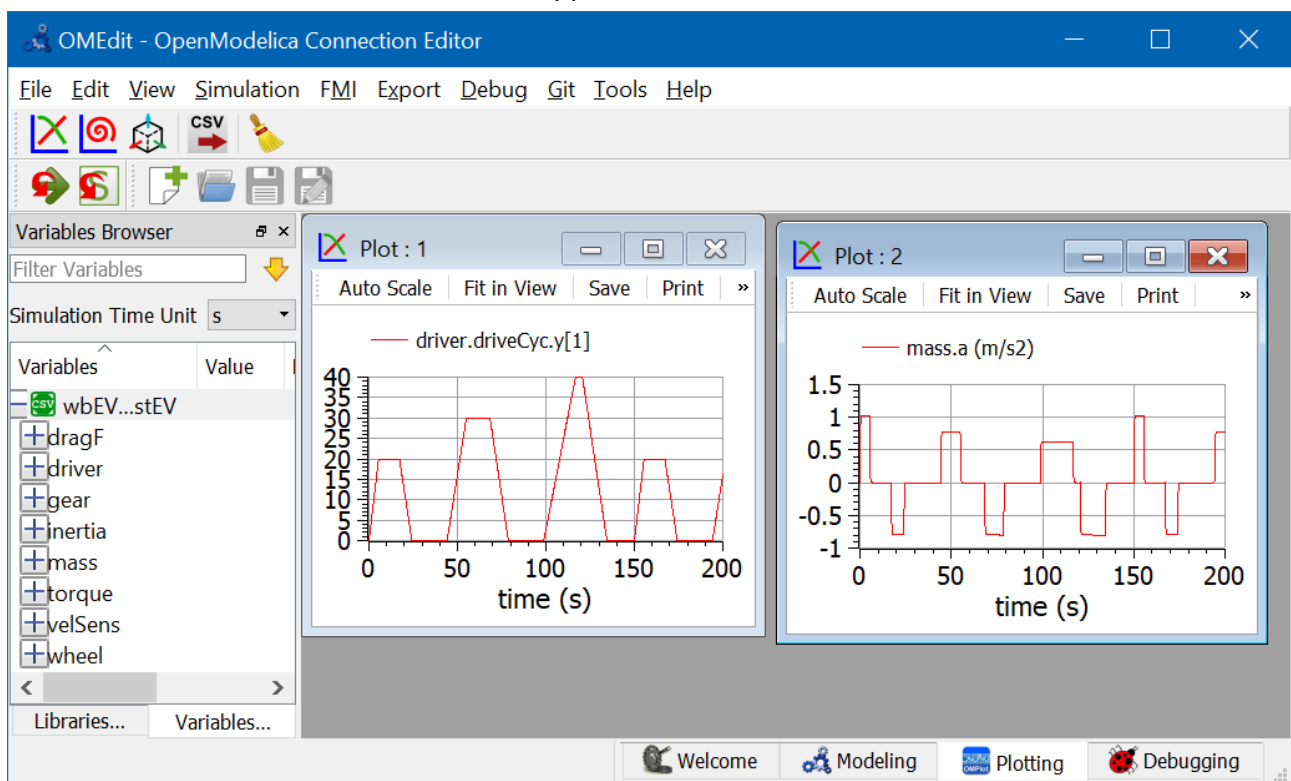 OMEdit - OpenModelica Connection Editor
File Edit View Simulation FMI Export Debug Git Tools Help
CSV
Variables Browser
Filter Variables
Simulation Time Unit s
Variables Value
CSV wbEV...stEV
dragF
driver
gear
inertia
mass
torque
velSens
wheel
Libraries... Variables...
Plot : 1
Auto Scale Fit in View Save Print »
driver.driveCyc.y[1]
40
35
30
25
20
15
10
5
0
0 50 100 150 200
time (s)
Plot : 2
Auto Scale Fit in View Save Print »
mass.a (m/s2)
1.5
1
0.5
0
-0.5
-1
0 50 100 150 200
time (s)
Welcome Modeling OMPlot Plotting Debugging